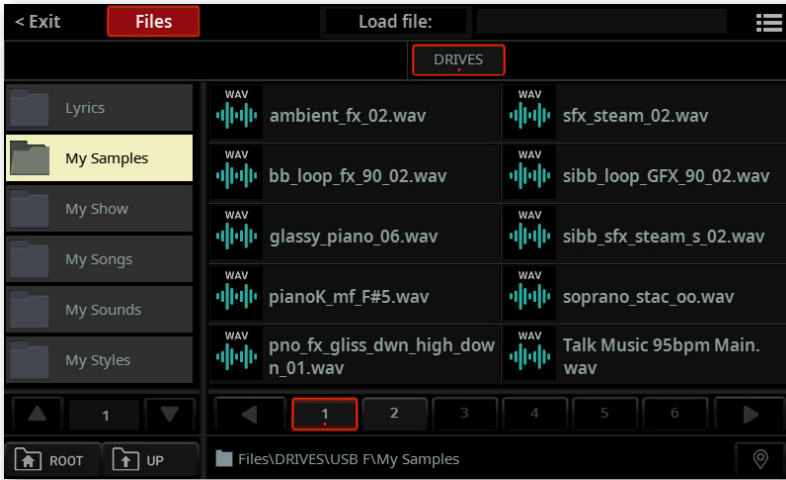 < Exit
Files
Load file:
DRIVES
Lyrics
My Samples
My Show
My Songs
My Sounds
My Styles
WAV
ambient_fx_02.wav
WAV
sfx_steam_02.wav
WAV
bb_loop_fx_90_02.wav
WAV
sibb_loop_GFX_90_02.wav
WAV
glassy_piano_06.wav
WAV
sibb_sfx_steam_s_02.wav
WAV
pianoK_mf_F#5.wav
WAV
soprano_stac_oo.wav
WAV
pno_fx_gliss_dwn_high_dow
n_01.wav
WAV
Talk Music 95bpm Main.
wav
1
1
2
3
4
5
6
ROOT
UP
Files\DRIVES\USB F\My Samples